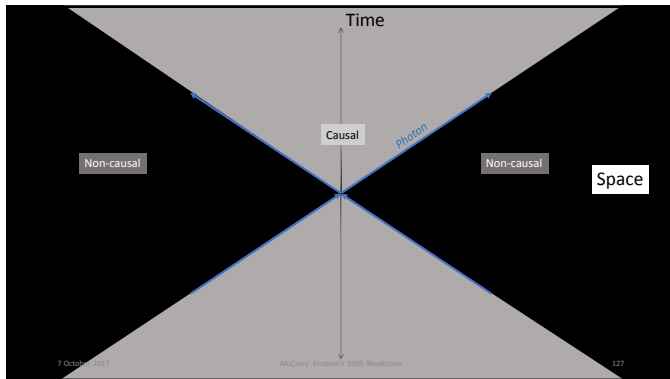 Time
Photon
Causal
Non-causal
Non-causal
Space
7 October 2017
McCrory: Einstein's 1905 Revolution
127